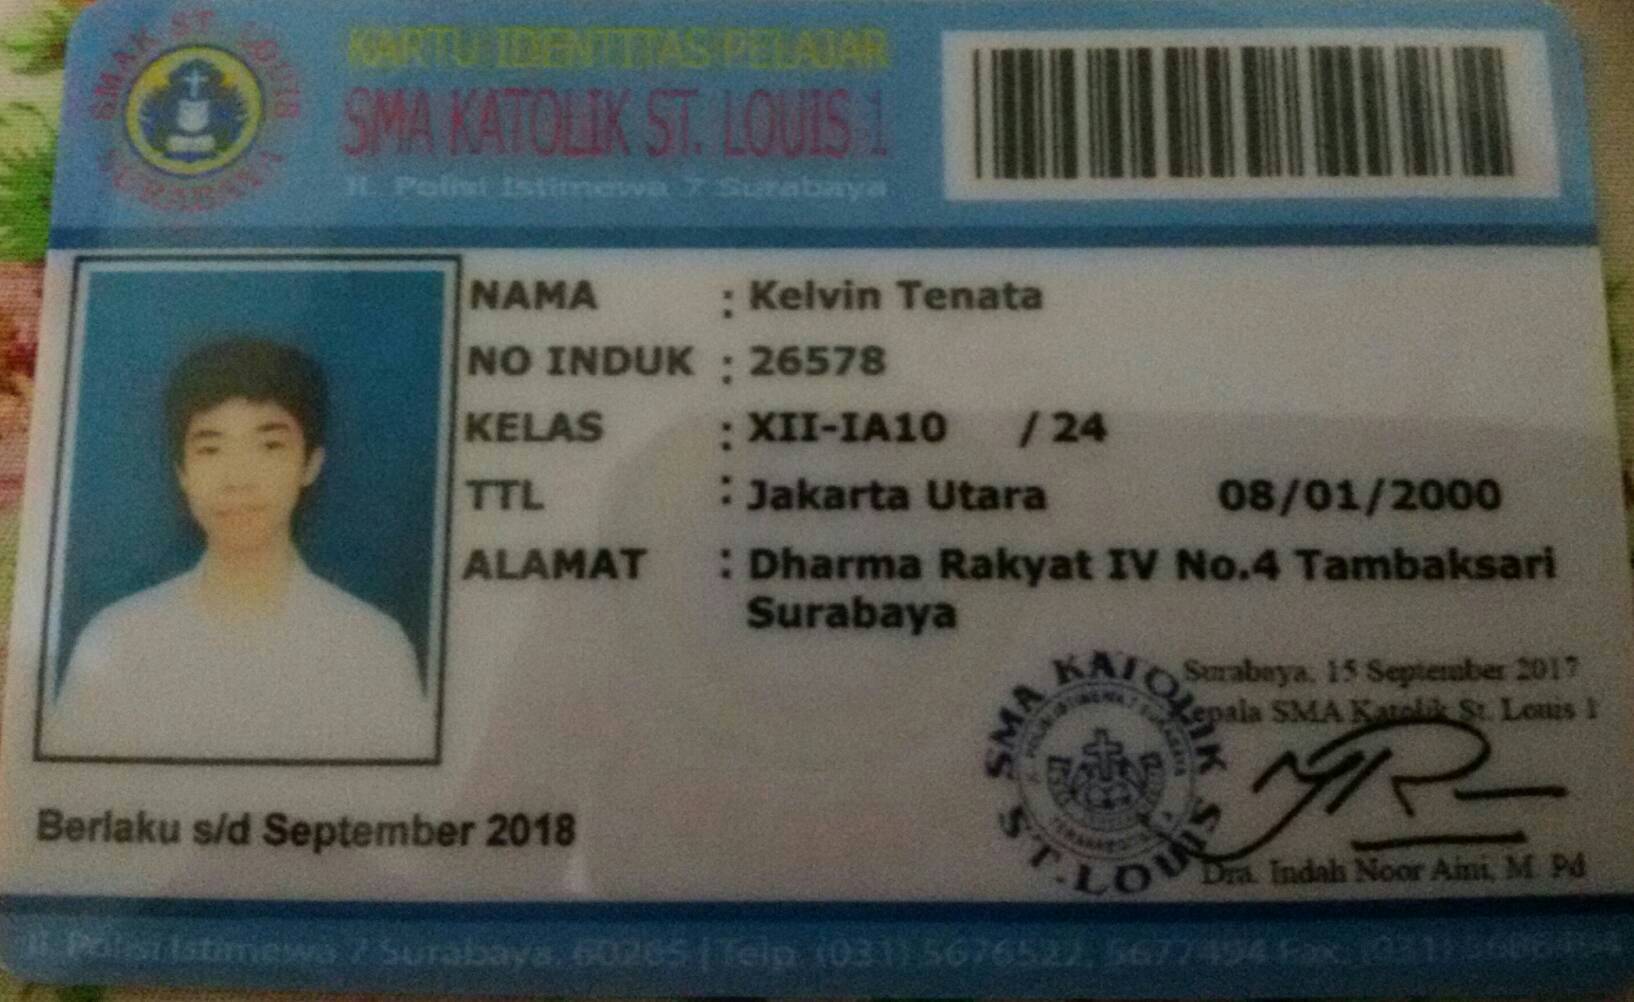 SMAK ST. LOUIS
SURABAYA
KARTU IDENTITAS PELAJAR
SMA KATOLIK ST. LOUIS 1
Jl. Polisi Istimewa 7 Surabaya
NAMA : Kelvin Tenata
NO INDUK : 26578
KELAS : XII-IA10 / 24
TTL : Jakarta Utara 08/01/2000
ALAMAT : Dharma Rakyat IV No.4 Tambaksari
Surabaya
Surabaya, 15 September 2017
epala SMA Katolik St. Louis 1
SMA KATOLIK
ST. LOUIS
Berlaku s/d September 2018
Dra. Indah Noor Aini, M. Pd
Jl. Polisi Istimewa 7 Surabaya, 60265 | Telp. (031) 5676522, 5677494 Fax. (031)